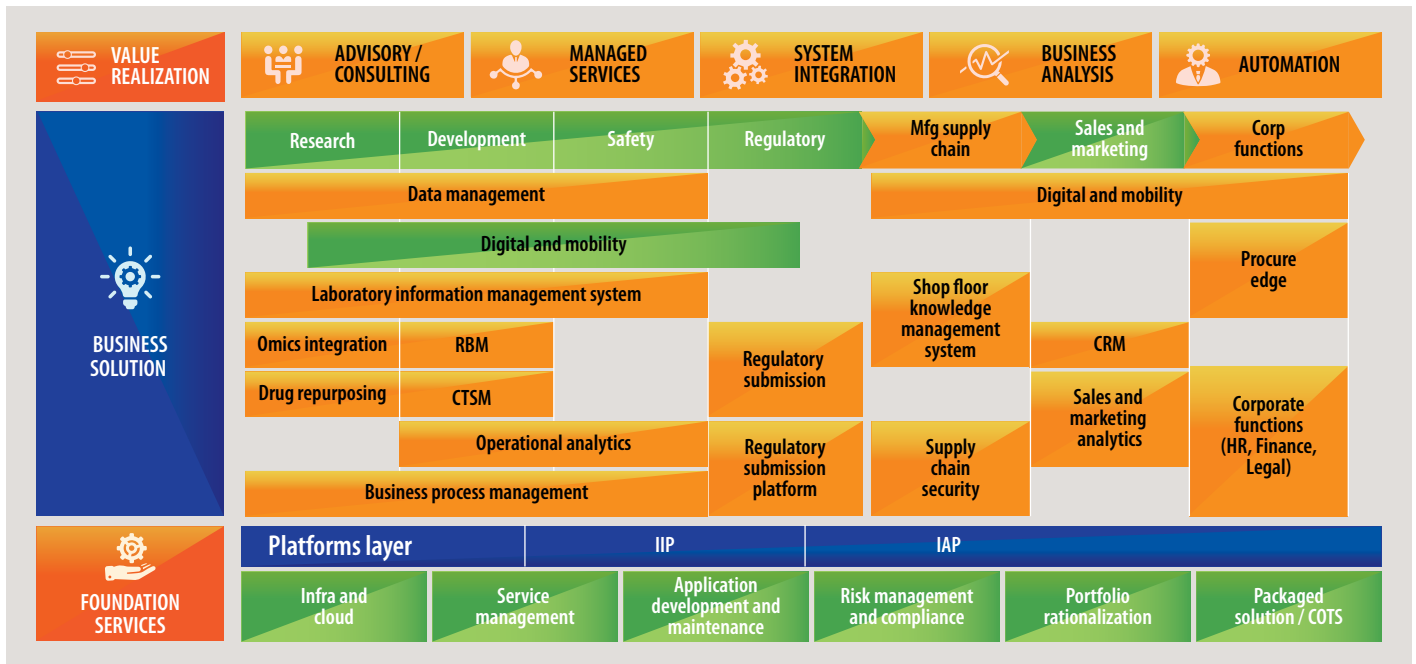 VALUE
REALIZATION
ADVISORY /
CONSULTING
MANAGED
SERVICES
SYSTEM
INTEGRATION
BUSINESS
ANALYSIS
AUTOMATION
BUSINESS
SOLUTION
Research
Development
Safety
Regulatory
Mfg supply
chain
Sales and
marketing
Corp
functions
Data management
Digital and mobility
Digital and mobility
Procure
edge
Laboratory information management system
Shop floor
knowledge
management
system
Omics integration
RBM
Regulatory
submission
CRM
Drug repurposing
CTSM
Sales and
marketing
analytics
Corporate
functions
(HR, Finance,
Legal)
Operational analytics
Regulatory
submission
platform
Supply
chain
security
Business process management
FOUNDATION
SERVICES
Platforms layer
IIP
IAP
Infra and
cloud
Service
management
Application
development and
maintenance
Risk management
and compliance
Portfolio
rationalization
Packaged
solution / COTS